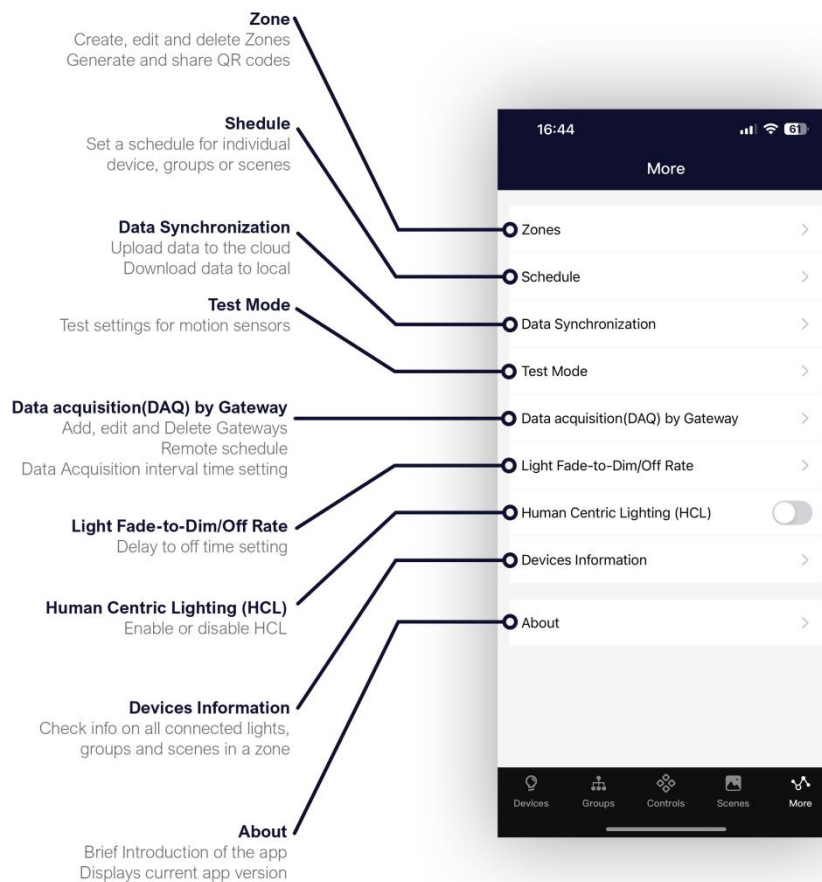 Zone
Create, edit and delete Zones
Generate and share QR codes
Shedule
Set a schedule for individual
device, groups or scenes
Data Synchronization
Upload data to the cloud
Download data to local
Test Mode
Test settings for motion sensors
Data acquisition(DAQ) by Gateway
Add, edit and Delete Gateways
Remote schedule
Data Acquisition interval time setting
Light Fade-to-Dim/Off Rate
Delay to off time setting
Human Centric Lighting (HCL)
Enable or disable HCL
Devices Information
Check info on all connected lights,
groups and scenes in a zone
About
Brief Introduction of the app
Displays current app version
16:44 61
More
Zones
Schedule
Data Synchronization
Test Mode
Data acquisition(DAQ) by Gateway
Light Fade-to-Dim/Off Rate
Human Centric Lighting (HCL)
Devices Information
About
Devices Groups Controls Scenes More